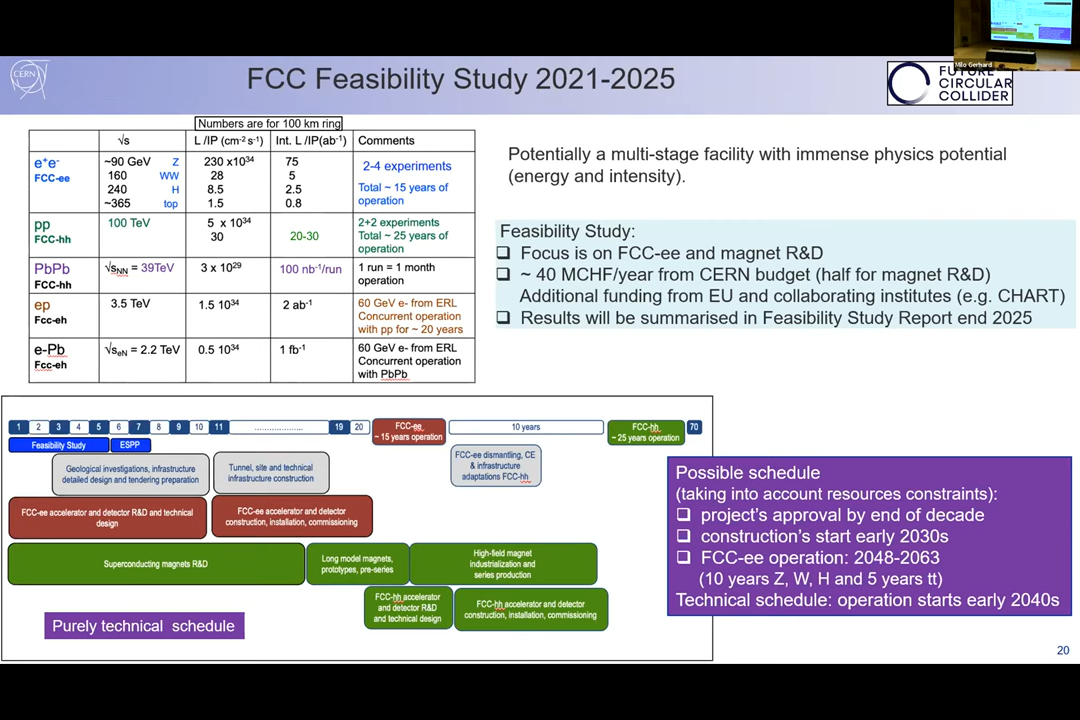 Milo Gerhard
CERN
FCC Feasibility Study 2021-2025
FUTURE
CIRCULAR
COLLIDER
Numbers are for 100 km ring
√s
L /IP (cm-2 s-1)
Int. L /IP(ab-1)
Comments
e+e-
FCC-ee
~90 GeV Z
160 WW
240 H
~365 top
230 x10^34
28
8.5
1.5
75
5
2.5
0.8
2-4 experiments
Total ~ 15 years of
operation
pp
FCC-hh
100 TeV
5 x 10^34
30
20-30
2+2 experiments
Total ~ 25 years of
operation
PbPb
FCC-hh
√sNN = 39TeV
3 x 10^29
100 nb-1/run
1 run = 1 month
operation
ep
Fcc-eh
3.5 TeV
1.5 10^34
2 ab-1
60 GeV e- from ERL
Concurrent operation
with pp for ~ 20 years
e-Pb
Fcc-eh
√seN = 2.2 TeV
0.5 10^34
1 fb-1
60 GeV e- from ERL
Concurrent operation
with PbPb
Potentially a multi-stage facility with immense physics potential
(energy and intensity).
Feasibility Study:
❑ Focus is on FCC-ee and magnet R&D
❑ ~ 40 MCHF/year from CERN budget (half for magnet R&D)
Additional funding from EU and collaborating institutes (e.g. CHART)
❑ Results will be summarised in Feasibility Study Report end 2025
1 2 3 4 5 6 7 8 9 10 11 ................... 19 20
FCC-ee
~ 15 years operation
10 years
FCC-hh
~ 25 years operation
70
Feasibility Study
ESPP
Geological investigations, infrastructure
detailed design and tendering preparation
Tunnel, site and technical
infrastructure construction
FCC-ee dismantling, CE
& infrastructure
adaptations FCC-hh
FCC-ee accelerator and detector R&D and technical
design
FCC-ee accelerator and detector
construction, installation, commissioning
Superconducting magnets R&D
Long model magnets,
prototypes, pre-series
High-field magnet
industrialization and
series production
FCC-hh accelerator
and detector R&D
and technical design
FCC-hh accelerator and detector
construction, installation, commissioning
Purely technical schedule
Possible schedule
(taking into account resources constraints):
❑ project's approval by end of decade
❑ construction's start early 2030s
❑ FCC-ee operation: 2048-2063
(10 years Z, W, H and 5 years tt)
Technical schedule: operation starts early 2040s
20